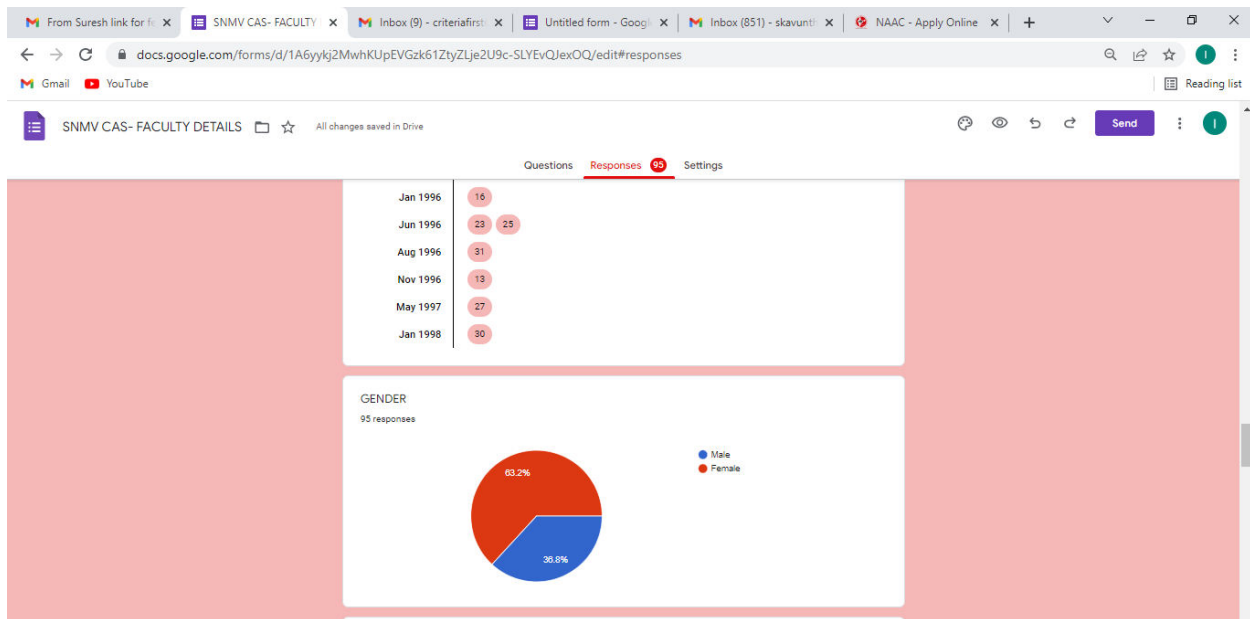 From Suresh link for fe
SNMV CAS- FACULTY
Inbox (9) - criteriafirst
Untitled form - Googl
Inbox (851) - skavunth
NAAC - Apply Online
docs.google.com/forms/d/1A6yykj2MwhKUpEVGzk61ZtyZLje2U9c-SLYEvQJexOQ/edit#responses
I
Gmail YouTube
Reading list
SNMV CAS- FACULTY DETAILS
All changes saved in Drive
Send
I
Questions Responses 95 Settings
Jan 1996 16
Jun 1996 23 25
Aug 1996 31
Nov 1996 13
May 1997 27
Jan 1998 30
GENDER
95 responses
Male
Female
63.2%
36.8%